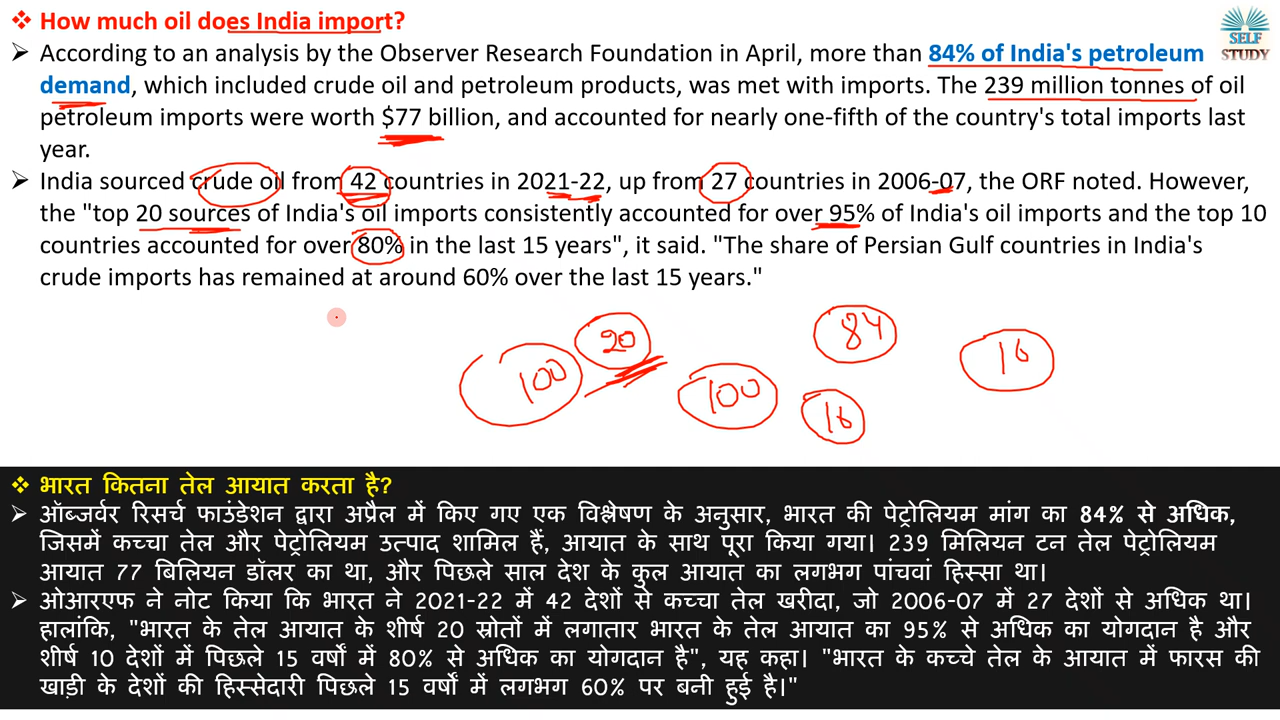 ❖ How much oil does India import?
SELF
STUDY
➤ According to an analysis by the Observer Research Foundation in April, more than 84% of India's petroleum
demand, which included crude oil and petroleum products, was met with imports. The 239 million tonnes of oil
petroleum imports were worth $77 billion, and accounted for nearly one-fifth of the country's total imports last
year.
➤ India sourced crude oil from 42 countries in 2021-22, up from 27 countries in 2006-07, the ORF noted. However,
the "top 20 sources of India's oil imports consistently accounted for over 95% of India's oil imports and the top 10
countries accounted for over 80% in the last 15 years", it said. "The share of Persian Gulf countries in India's
crude imports has remained at around 60% over the last 15 years."
100 20 100 84 16 16
❖ भारत कितना तेल आयात करता है?
➤ ऑब्जर्वर रिसर्च फाउंडेशन द्वारा अप्रैल में किए गए एक विश्लेषण के अनुसार, भारत की पेट्रोलियम मांग का 84% से अधिक,
जिसमें कच्चा तेल और पेट्रोलियम उत्पाद शामिल हैं, आयात के साथ पूरा किया गया। 239 मिलियन टन तेल पेट्रोलियम
आयात 77 बिलियन डॉलर का था, और पिछले साल देश के कुल आयात का लगभग पांचवां हिस्सा था।
➤ ओआरएफ ने नोट किया कि भारत ने 2021-22 में 42 देशों से कच्चा तेल खरीदा, जो 2006-07 में 27 देशों से अधिक था।
हालांकि, "भारत के तेल आयात के शीर्ष 20 स्रोतों में लगातार भारत के तेल आयात का 95% से अधिक का योगदान है और
शीर्ष 10 देशों में पिछले 15 वर्षों में 80% से अधिक का योगदान है", यह कहा। "भारत के कच्चे तेल के आयात में फारस की
खाड़ी के देशों की हिस्सेदारी पिछले 15 वर्षों में लगभग 60% पर बनी हुई है।"